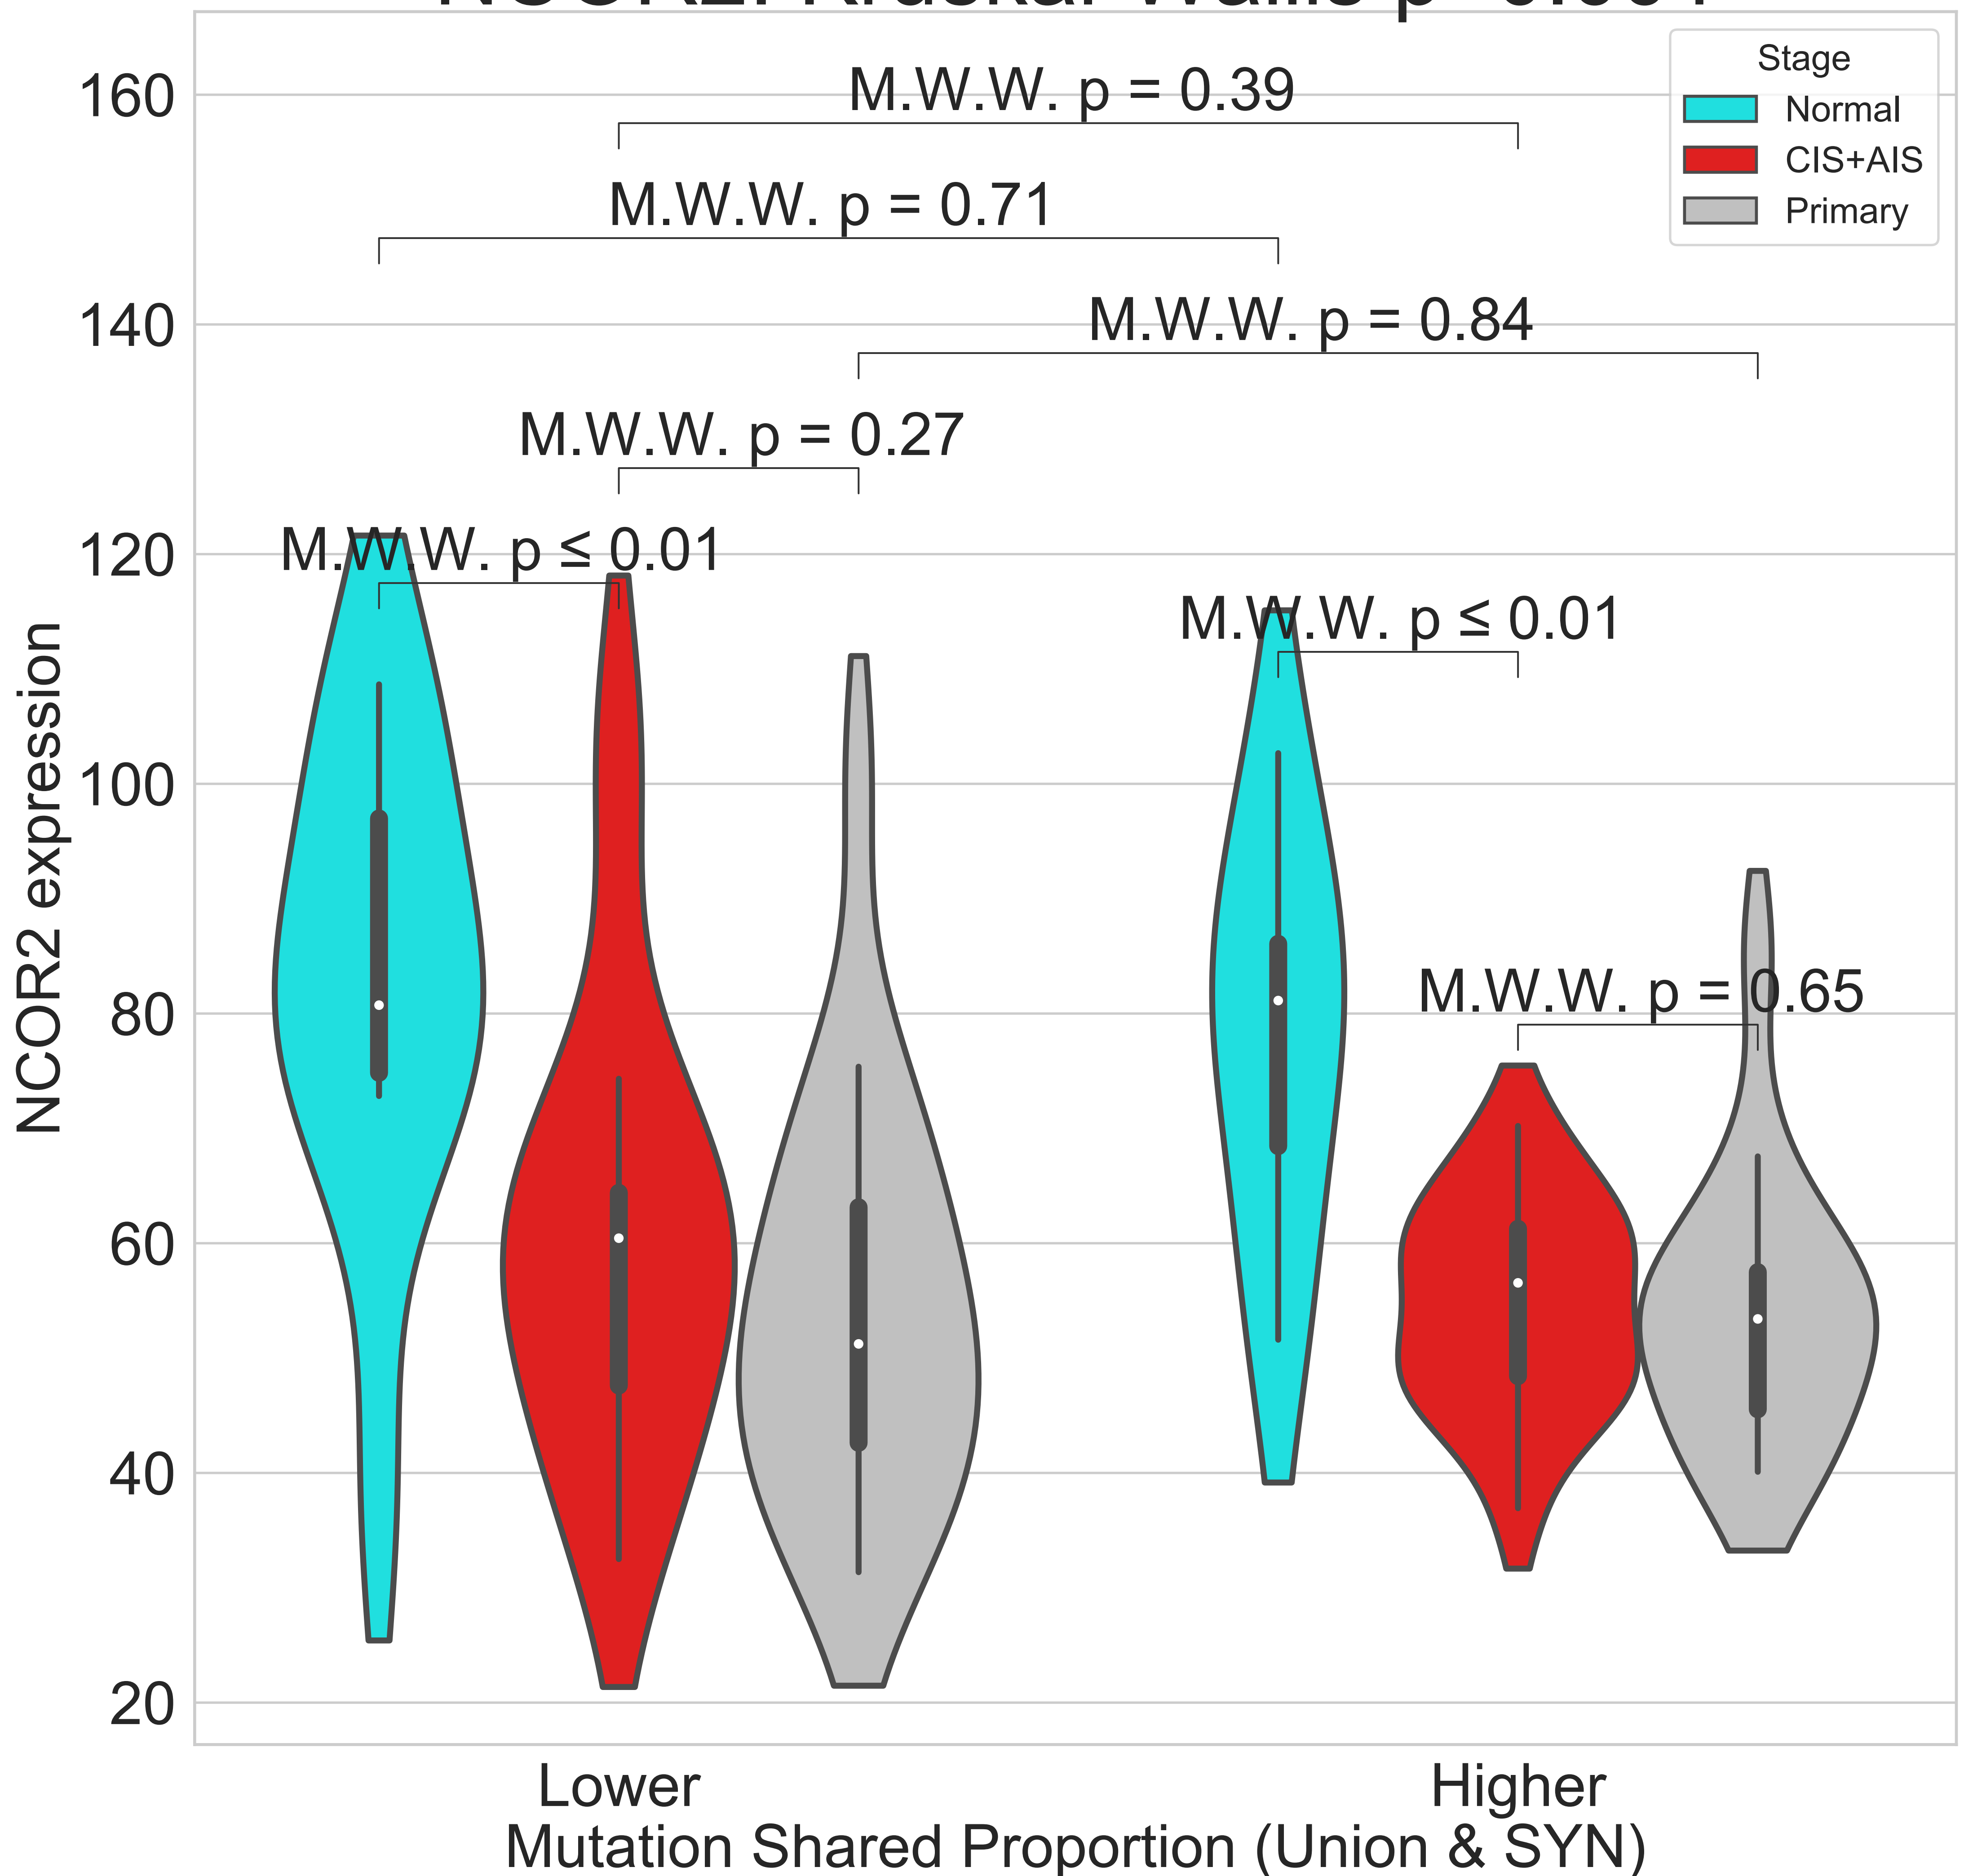 160
140
120
100
80
60
40
20
NCOR2 expression
M.W.W. p = 0.39
M.W.W. p = 0.71
M.W.W. p = 0.84
M.W.W. p = 0.27
M.W.W. p ≤ 0.01
M.W.W. p ≤ 0.01
M.W.W. p = 0.65
Stage
Normal
CIS+AIS
Primary
Lower
Higher
Mutation Shared Proportion (Union & SYN)